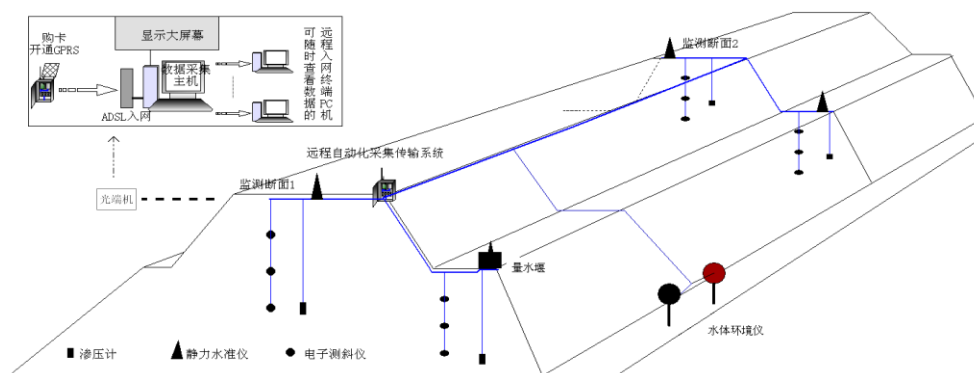 购卡
开通GPRS
显示大屏幕
数据采集
主机
ADSL入网
远程入网终端PC机
可随时查看数据的
监测断面2
远程自动化采集传输系统
监测断面1
光端机
量水堰
水体环境仪
渗压计
静力水准仪
电子测斜仪